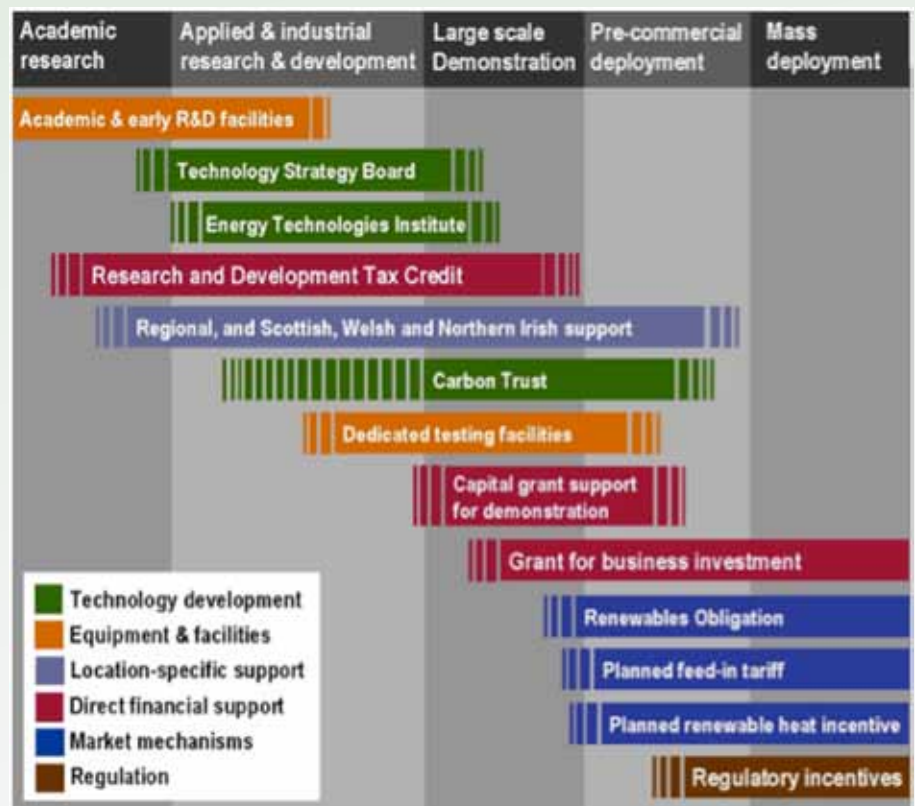 Academic
research
Applied & industrial
research & development
Large scale
Demonstration
Pre-commercial
deployment
Mass
deployment
Academic & early R&D facilities
Technology Strategy Board
Energy Technologies Institute
Research and Development Tax Credit
Regional, and Scottish, Welsh and Northern Irish support
Carbon Trust
Dedicated testing facilities
Capital grant support
for demonstration
Grant for business investment
Renewables Obligation
Planned feed-in tariff
Planned renewable heat incentive
Regulatory incentives
Technology development
Equipment & facilities
Location-specific support
Direct financial support
Market mechanisms
Regulation